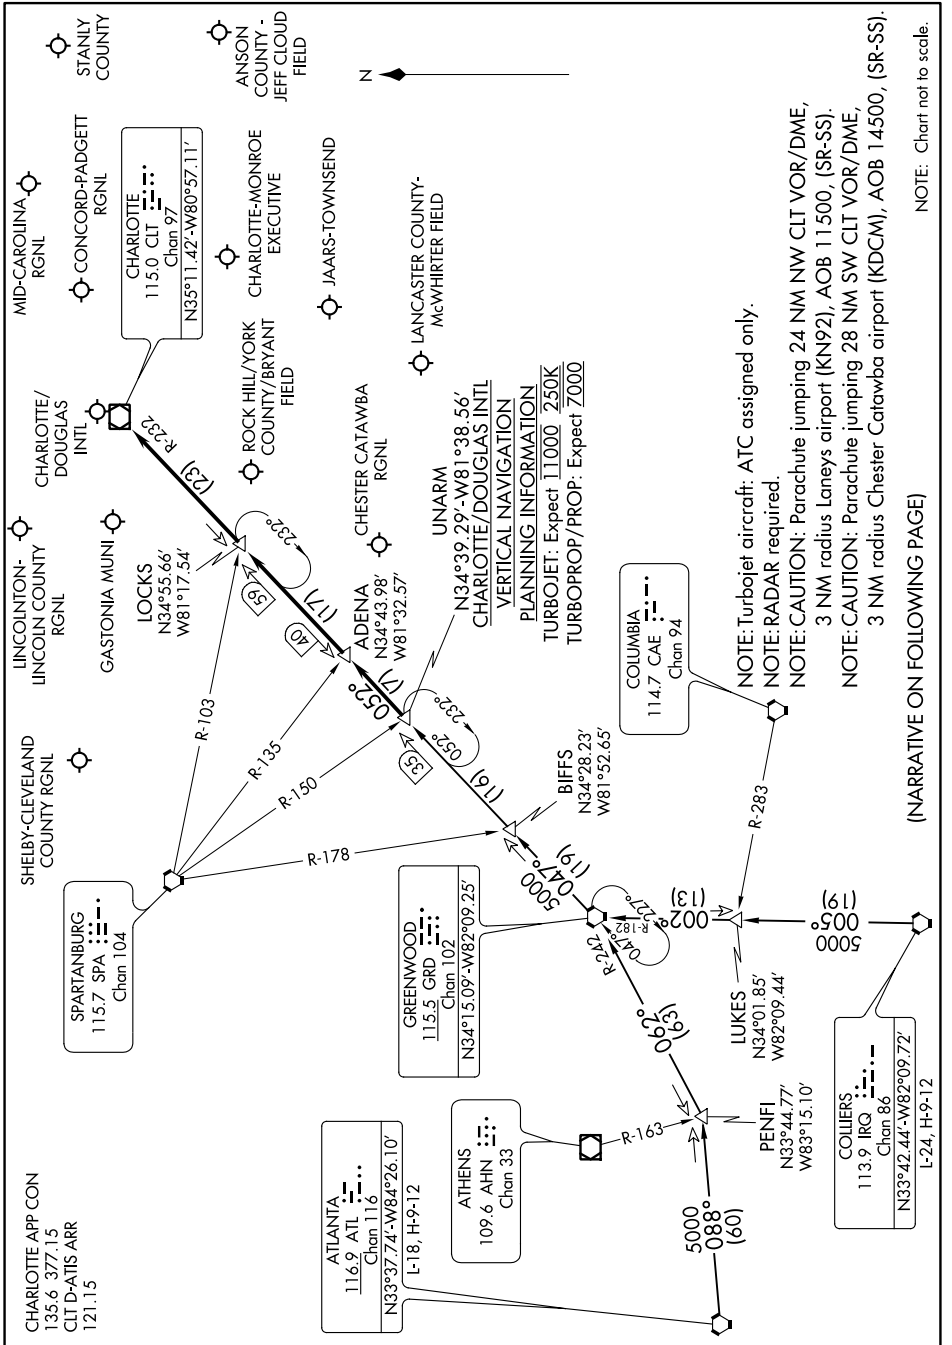 CHARLOTTE APP CON
135.6 377.15
CLT D-ATIS ARR
121.15
SHELBY-CLEVELAND
COUNTY RGNL
LINCOLNTON-
LINCOLN COUNTY
RGNL
GASTONIA MUNI
CHARLOTTE/
DOUGLAS
INTL
MID-CAROLINA
RGNL
CONCORD-PADGETT
RGNL
STANLY
COUNTY
ANSON
COUNTY -
JEFF CLOUD
FIELD
CHARLOTTE-MONROE
EXECUTIVE
JAARS-TOWNSEND
LANCASTER COUNTY-
McWHIRTER FIELD
ROCK HILL/YORK
COUNTY/BRYANT
FIELD
CHESTER CATAWBA
RGNL
N
CHARLOTTE
115.0 CLT
Chan 97
N35°11.42'-W80°57.11'
R-232
(23)
LOCKS
N34°55.66'
W81°17.54'
232°
59
(17)
40
ADENA
N34°43.98'
W81°32.57'
(7)
052°
UNARM
N34°39.29'-W81°38.56'
CHARLOTTE/DOUGLAS INTL
VERTICAL NAVIGATION
PLANNING INFORMATION
TURBOJET: Expect 11000 250K
TURBOPROP/PROP: Expect 7000
232°
052°
35
(16)
BIFFS
N34°28.23'
W81°52.65'
SPARTANBURG
115.7 SPA
Chan 104
R-103
R-135
R-150
R-178
5000
047°
(19)
GREENWOOD
115.5 GRD
Chan 102
N34°15.09'-W82°09.25'
R-242
R-182
227°
047°
002°
(13)
LUKES
N34°01.85'
W82°09.44'
R-283
COLUMBIA
114.7 CAE
Chan 94
5000
005°
(19)
COLLIERS
113.9 IRQ
Chan 86
N33°42.44'-W82°09.72'
L-24, H-9-12
062°
(63)
PENFI
N33°44.77'
W83°15.10'
R-163
ATHENS
109.6 AHN
Chan 33
5000
088°
(60)
ATLANTA
116.9 ATL
Chan 116
N33°37.74'-W84°26.10'
L-18, H-9-12
NOTE: Turbojet aircraft: ATC assigned only.
NOTE: RADAR required.
NOTE: CAUTION: Parachute jumping 24 NM NW CLT VOR/DME,
3 NM radius Laneys airport (KN92), AOB 11500, (SR-SS).
NOTE: CAUTION: Parachute jumping 28 NM SW CLT VOR/DME,
3 NM radius Chester Catawba airport (KDCM), AOB 14500, (SR-SS).
(NARRATIVE ON FOLLOWING PAGE)
NOTE: Chart not to scale.